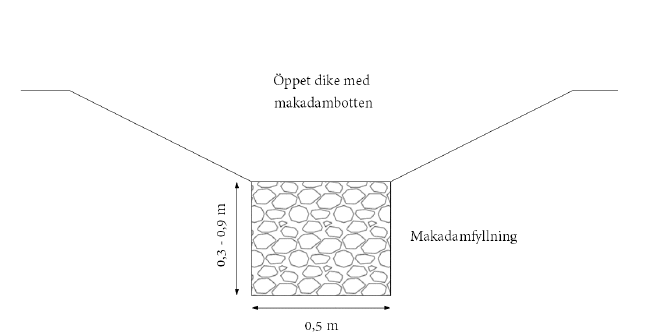 Öppet dike med
makadambotten
0,3 - 0,9 m
Makadamfyllning
0,5 m